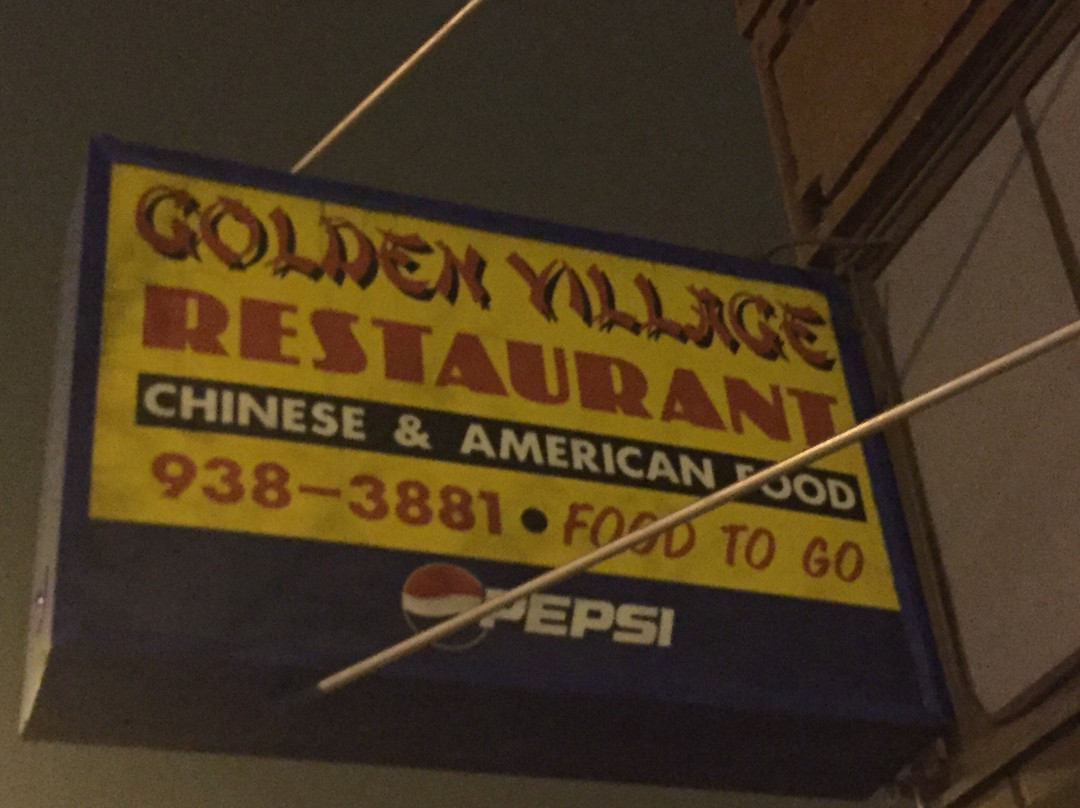 GOLDEN VILLAGE
RESTAURANT
CHINESE & AMERICAN FOOD
938-3881 • FOOD TO GO
PEPSI